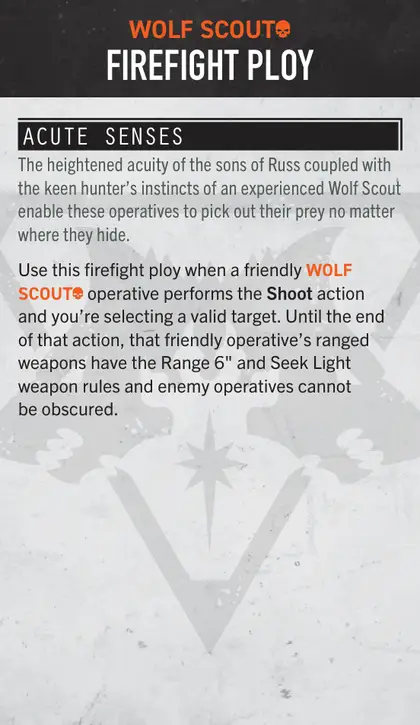 WOLF SCOUT
FIREFIGHT PLOY
ACUTE SENSES
The heightened acuity of the sons of Russ coupled with
the keen hunter’s instincts of an experienced Wolf Scout
enable these operatives to pick out their prey no matter
where they hide.
Use this firefight ploy when a friendly WOLF
SCOUT operative performs the Shoot action
and you’re selecting a valid target. Until the end
of that action, that friendly operative’s ranged
weapons have the Range 6" and Seek Light
weapon rules and enemy operatives cannot
be obscured.